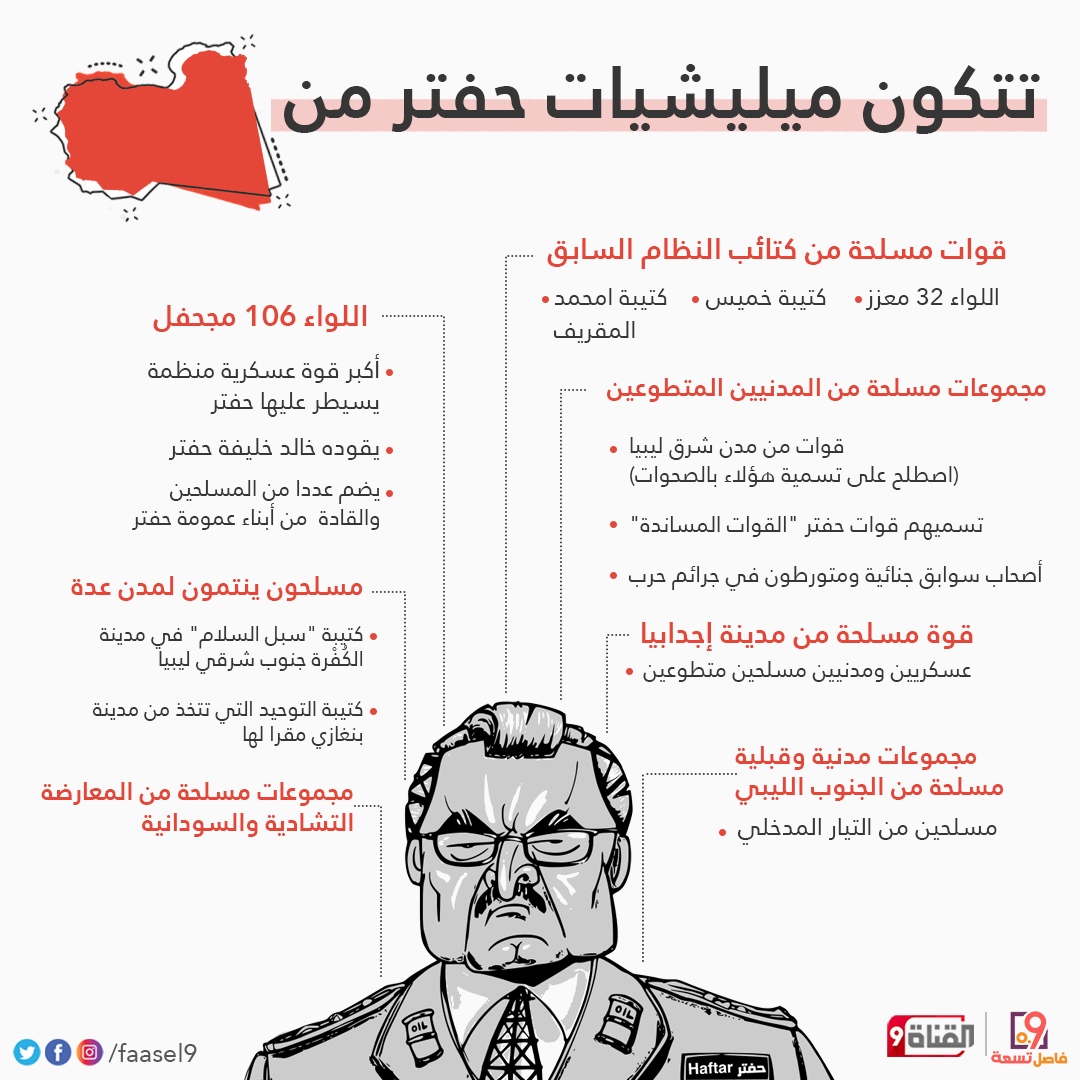 تتكون ميليشيات حفتر من
قوات مسلحة من كتائب النظام السابق
اللواء 32 معزز
كتيبة خميس
كتيبة امحمد
المقريف
مجموعات مسلحة من المدنيين المتطوعين
قوات من مدن شرق ليبيا
(اصطلح على تسمية هؤلاء بالصحوات)
تسميهم قوات حفتر "القوات المساندة"
أصحاب سوابق جنائية ومتورطون في جرائم حرب
قوة مسلحة من مدينة إجدابيا
عسكريين ومدنيين مسلحين متطوعين
مجموعات مدنية وقبلية
مسلحة من الجنوب الليبي
مسلحين من التيار المدخلي
اللواء 106 مجحفل
أكبر قوة عسكرية منظمة
يسيطر عليها حفتر
يقوده خالد خليفة حفتر
يضم عددا من المسلحين
والقادة من أبناء عمومة حفتر
مسلحون ينتمون لمدن عدة
كتيبة "سبل السلام" في مدينة
الكُفْرة جنوب شرقي ليبيا
كتيبة التوحيد التي تتخذ من مدينة
بنغازي مقرا لها
مجموعات مسلحة من المعارضة
التشادية والسودانية
OIL
OIL
Haftar حفتر
القناة 9
9
فاصل تسعة
/faasel9